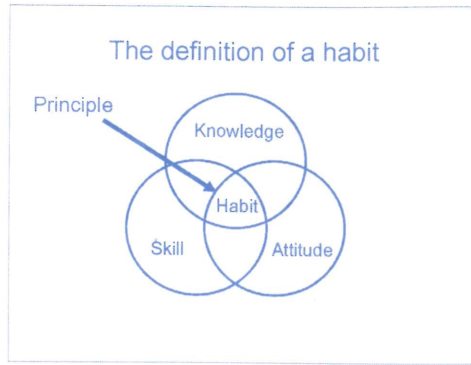 The definition of a habit
Principle
Knowledge
Habit
Skill
Attitude